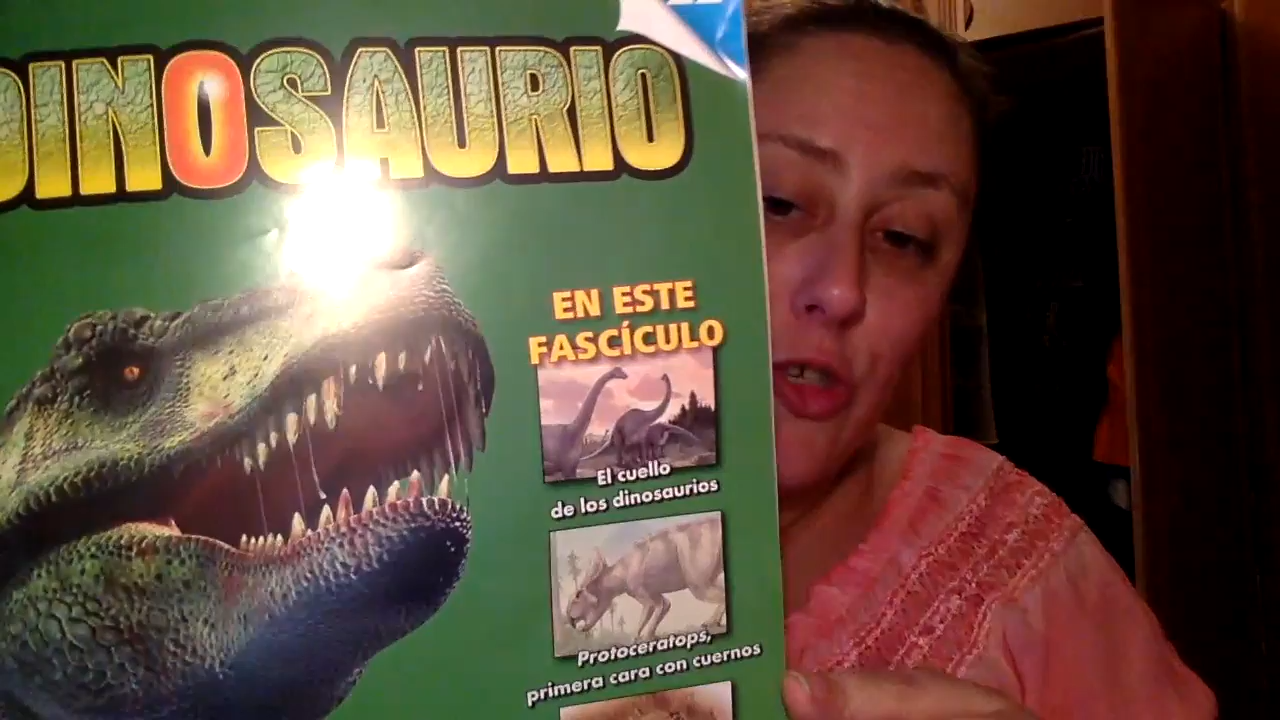 DINOSAURIO
EN ESTE
FASCÍCULO
El cuello
de los dinosaurios
Protoceratops,
primera cara con cuernos